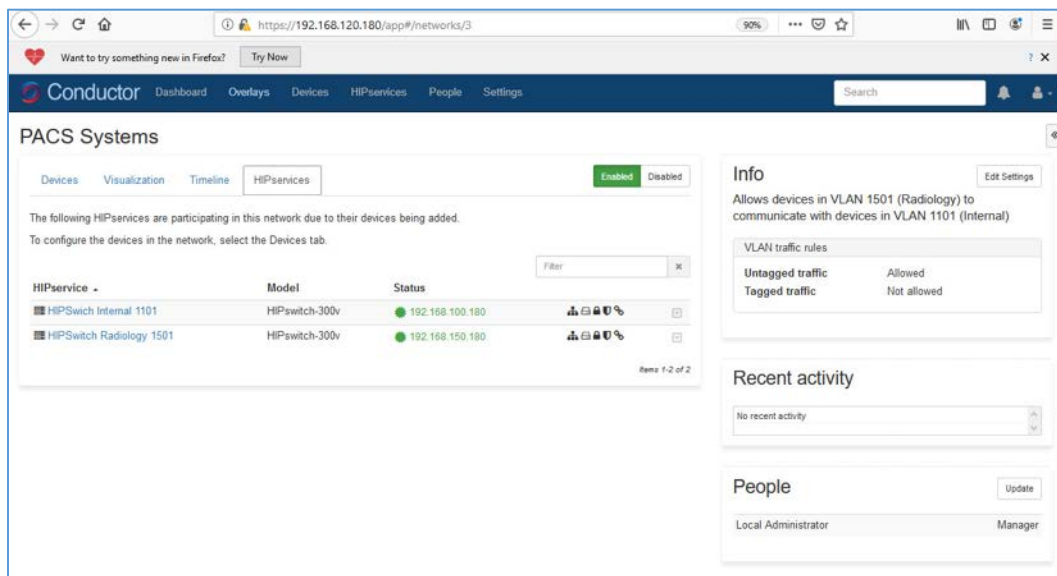 https://192.168.120.180/app#/networks/3
90%
Want to try something new in Firefox? Try Now
?
Conductor Dashboard Overlays Devices HIPservices People Settings Search
PACS Systems
Devices Visualization Timeline HIPservices Enabled Disabled
The following HIPservices are participating in this network due to their devices being added.
To configure the devices in the network, select the Devices tab.
Filter
HIPservice Model Status
HIPSwich Internal 1101 HIPswitch-300v 192.168.100.180
HIPSwitch Radiology 1501 HIPswitch-300v 192.168.150.180
Items 1-2 of 2
Info Edit Settings
Allows devices in VLAN 1501 (Radiology) to
communicate with devices in VLAN 1101 (Internal)
VLAN traffic rules
Untagged traffic Allowed
Tagged traffic Not allowed
Recent activity
No recent activity
People Update
Local Administrator Manager